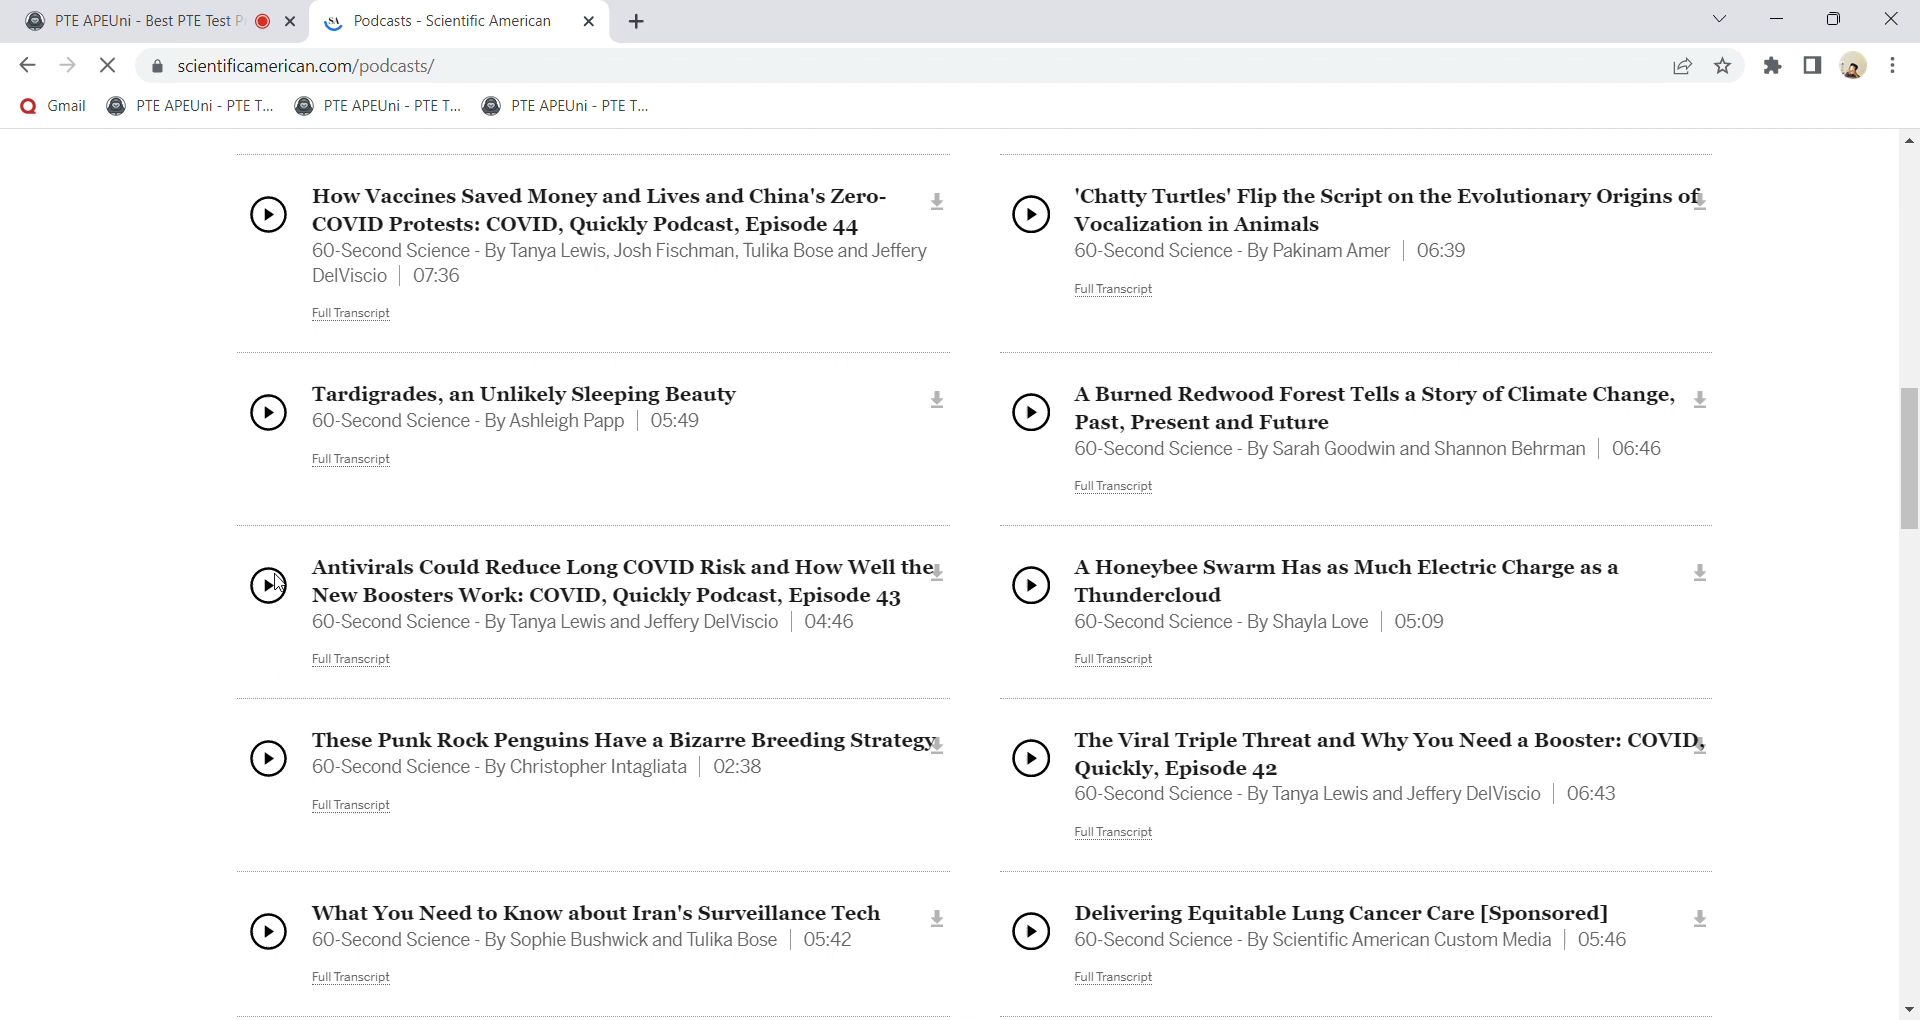 PTE APEUni - Best PTE Test P
Podcasts - Scientific American
scientificamerican.com/podcasts/
Gmail
PTE APEUni - PTE T...
PTE APEUni - PTE T...
PTE APEUni - PTE T...
How Vaccines Saved Money and Lives and China's Zero-
COVID Protests: COVID, Quickly Podcast, Episode 44
60-Second Science - By Tanya Lewis, Josh Fischman, Tulika Bose and Jeffery
DelViscio | 07:36
Full Transcript
'Chatty Turtles' Flip the Script on the Evolutionary Origins of
Vocalization in Animals
60-Second Science - By Pakinam Amer | 06:39
Full Transcript
Tardigrades, an Unlikely Sleeping Beauty
60-Second Science - By Ashleigh Papp | 05:49
Full Transcript
A Burned Redwood Forest Tells a Story of Climate Change,
Past, Present and Future
60-Second Science - By Sarah Goodwin and Shannon Behrman | 06:46
Full Transcript
Antivirals Could Reduce Long COVID Risk and How Well the
New Boosters Work: COVID, Quickly Podcast, Episode 43
60-Second Science - By Tanya Lewis and Jeffery DelViscio | 04:46
Full Transcript
A Honeybee Swarm Has as Much Electric Charge as a
Thundercloud
60-Second Science - By Shayla Love | 05:09
Full Transcript
These Punk Rock Penguins Have a Bizarre Breeding Strategy
60-Second Science - By Christopher Intagliata | 02:38
Full Transcript
The Viral Triple Threat and Why You Need a Booster: COVID,
Quickly, Episode 42
60-Second Science - By Tanya Lewis and Jeffery DelViscio | 06:43
Full Transcript
What You Need to Know about Iran's Surveillance Tech
60-Second Science - By Sophie Bushwick and Tulika Bose | 05:42
Full Transcript
Delivering Equitable Lung Cancer Care [Sponsored]
60-Second Science - By Scientific American Custom Media | 05:46
Full Transcript